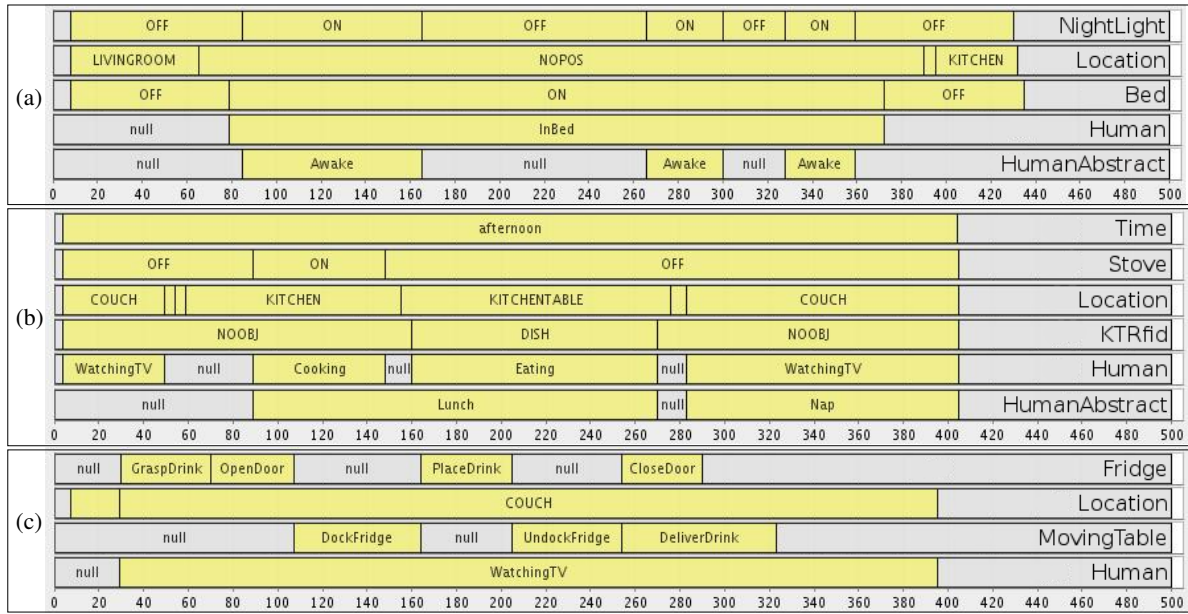 (a)
OFF ON OFF ON OFF ON OFF NightLight
LIVINGROOM NOPOS KITCHEN Location
OFF ON OFF Bed
null InBed Human
null Awake null Awake null Awake HumanAbstract
0 20 40 60 80 100 120 140 160 180 200 220 240 260 280 300 320 340 360 380 400 420 440 460 480 500
(b)
afternoon Time
OFF ON OFF Stove
COUCH KITCHEN KITCHENTABLE COUCH Location
NOOBJ DISH NOOBJ KTRfid
WatchingTV null Cooking null Eating null WatchingTV Human
null Lunch null Nap HumanAbstract
0 20 40 60 80 100 120 140 160 180 200 220 240 260 280 300 320 340 360 380 400 420 440 460 480 500
(c)
null GraspDrink OpenDoor null PlaceDrink null CloseDoor Fridge
COUCH Location
null DockFridge null UndockFridge DeliverDrink MovingTable
null WatchingTV Human
0 20 40 60 80 100 120 140 160 180 200 220 240 260 280 300 320 340 360 380 400 420 440 460 480 500